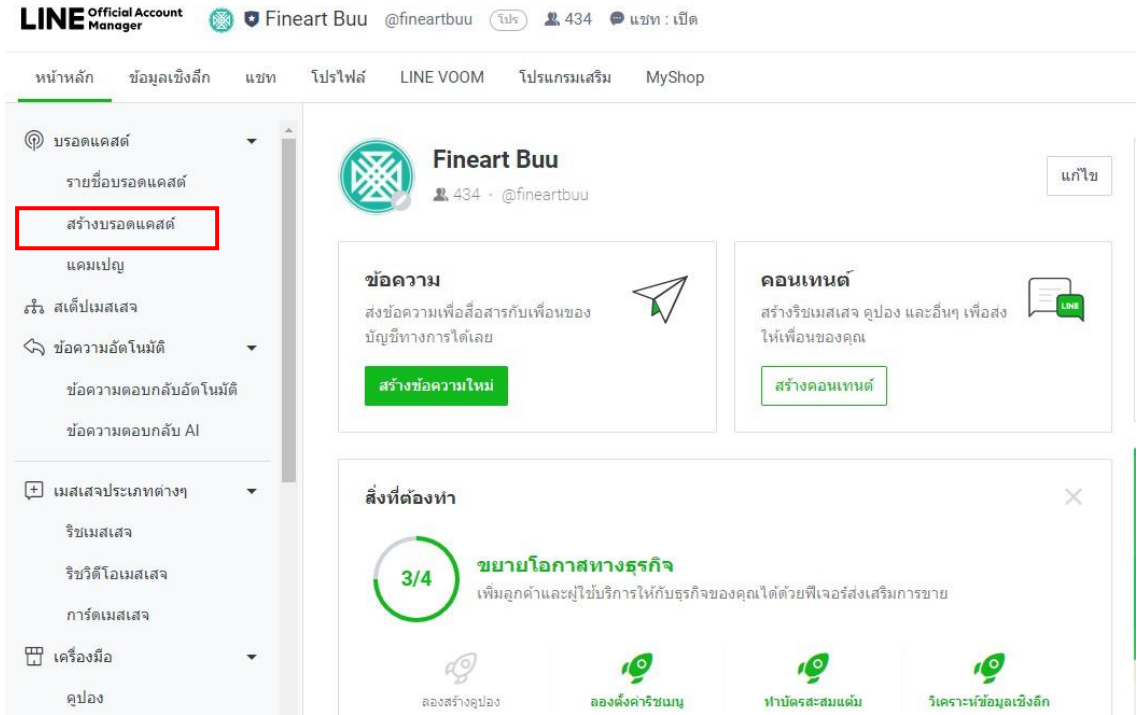 LINE Official Account Manager
Fineart Buu @fineartbuu โปร 434 แชท : เปิด
หน้าหลัก ข้อมูลเชิงลึก แชท โปรไฟล์ LINE VOOM โปรแกรมเสริม MyShop
บรอดแคสต์
รายชื่อบรอดแคสต์
สร้างบรอดแคสต์
แคมเปญ
สเต็ปเมสเสจ
ข้อความอัตโนมัติ
ข้อความตอบกลับอัตโนมัติ
ข้อความตอบกลับ AI
เมสเสจประเภทต่างๆ
ริชเมสเสจ
ริชวิดีโอเมสเสจ
การ์ดเมสเสจ
เครื่องมือ
คูปอง
Fineart Buu
434 · @fineartbuu
แก้ไข
ข้อความ
ส่งข้อความเพื่อสื่อสารกับเพื่อนของ
บัญชีทางการได้เลย
สร้างข้อความใหม่
คอนเทนต์
สร้างริชเมสเสจ คูปอง และอื่นๆ เพื่อส่ง
ให้เพื่อนของคุณ
LINE
สร้างคอนเทนต์
สิ่งที่ต้องทำ
3/4
ขยายโอกาสทางธุรกิจ
เพิ่มลูกค้าและผู้ใช้บริการให้กับธุรกิจของคุณได้ด้วยฟีเจอร์ส่งเสริมการขาย
ลองสร้างคูปอง
ลองตั้งค่าริชเมนู
ทำบัตรสะสมแต้ม
วิเคราะห์ข้อมูลเชิงลึก